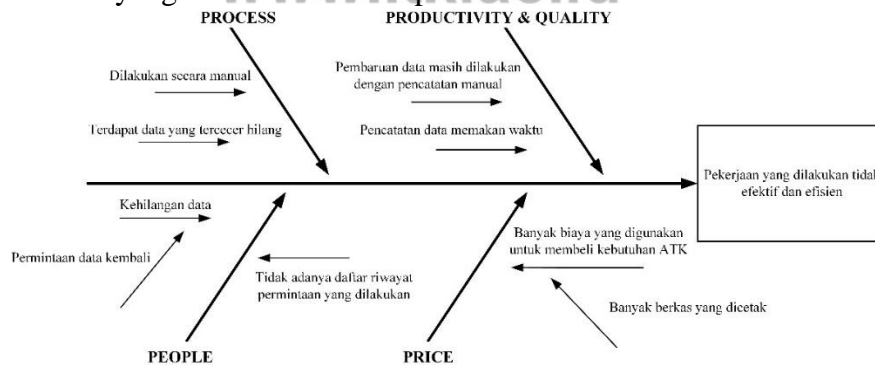 PROCESS
PRODUCTIVITY & QUALITY
Dilakukan secara manual
Pembaruan data masih dilakukan
dengan pencatatan manual
Terdapat data yang tercecer hilang
Pencatatan data memakan waktu
Pekerjaan yang dilakukan tidak
efektif dan efisien
Kehilangan data
Permintaan data kembali
Tidak adanya daftar riwayat
permintaan yang dilakukan
Banyak biaya yang digunakan
untuk membeli kebutuhan ATK
Banyak berkas yang dicetak
PEOPLE
PRICE